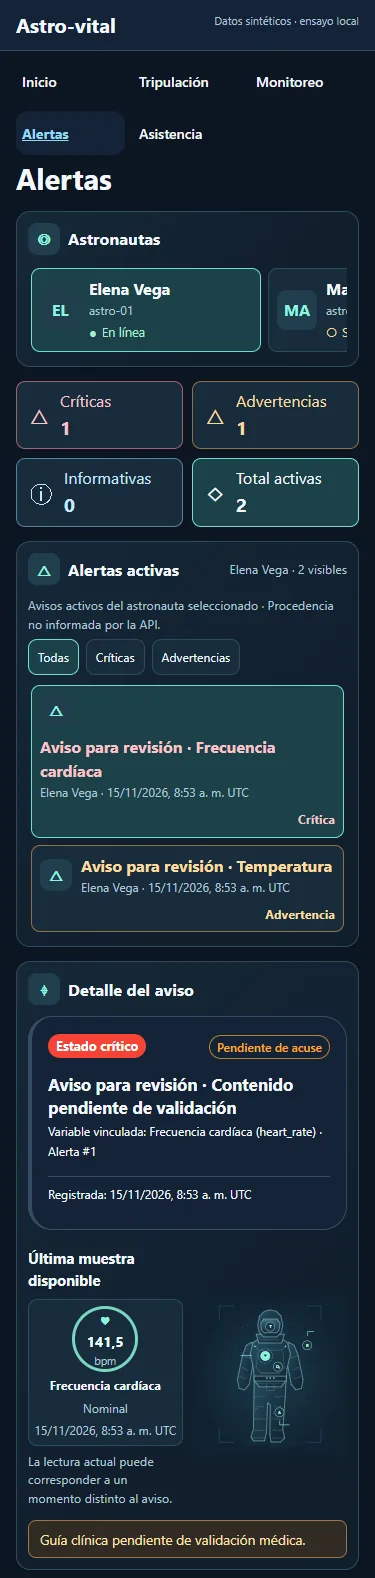 Astro-vital
Datos sintéticos · ensayo local
Inicio
Tripulación
Monitoreo
Alertas
Asistencia
Alertas
Astronautas
EL
Elena Vega
astro-01
En línea
MA
Ma
astr
S
Críticas
1
Advertencias
1
Informativas
0
Total activas
2
Alertas activas
Elena Vega · 2 visibles
Avisos activos del astronauta seleccionado · Procedencia
no informada por la API.
Todas
Críticas
Advertencias
Aviso para revisión · Frecuencia
cardíaca
Elena Vega · 15/11/2026, 8:53 a. m. UTC
Crítica
Aviso para revisión · Temperatura
Elena Vega · 15/11/2026, 8:53 a. m. UTC
Advertencia
Detalle del aviso
Estado crítico
Pendiente de acuse
Aviso para revisión · Contenido
pendiente de validación
Variable vinculada: Frecuencia cardíaca (heart_rate) ·
Alerta #1
Registrada: 15/11/2026, 8:53 a. m. UTC
Última muestra
disponible
141,5
bpm
Frecuencia cardíaca
Nominal
15/11/2026, 8:53 a. m. UTC
La lectura actual puede
corresponder a un
momento distinto al aviso.
Guía clínica pendiente de validación médica.